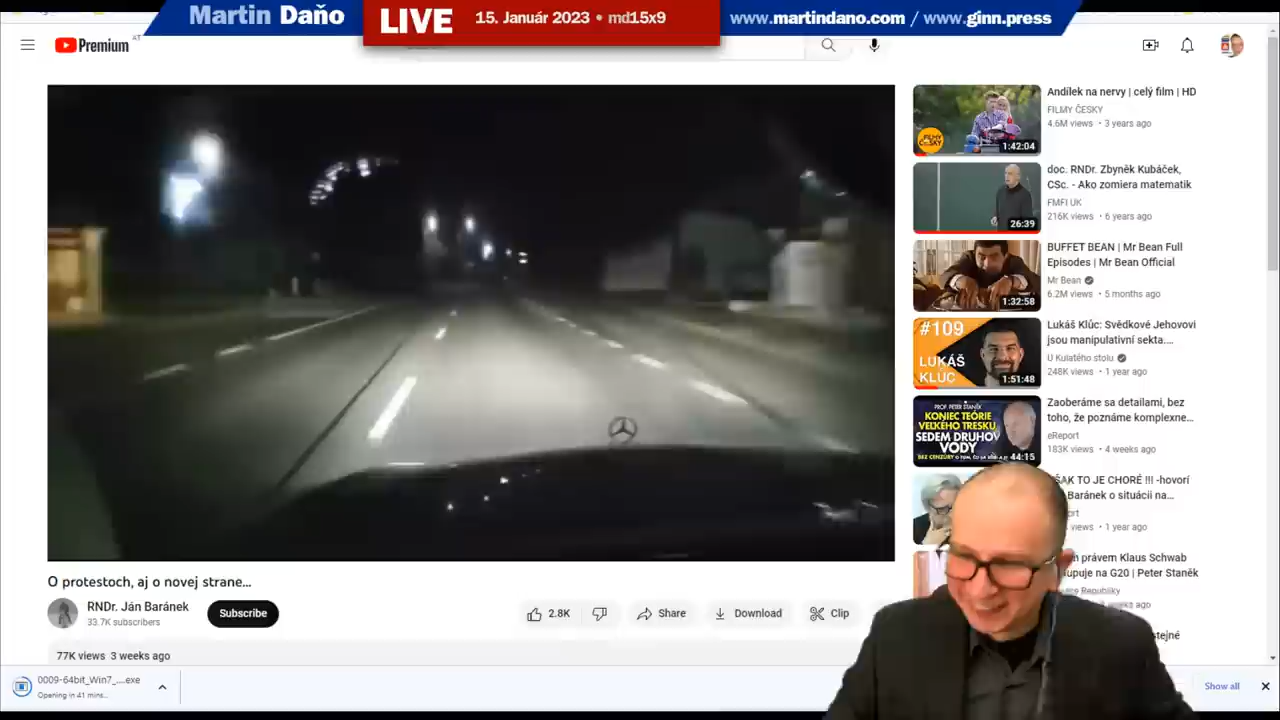 Martin Daňo
LIVE
15. Január 2023 • md15x9
www.martindano.com / www.ginn.press
Premium
AT
O protestoch, aj o novej strane...
RNDr. Ján Baránek
33.7K subscribers
Subscribe
2.8K
Share
Download
Clip
77K views 3 weeks ago
Andílek na nervy | celý film | HD
FILMY ČESKY
4.6M views • 3 years ago
1:42:04
doc. RNDr. Zbyněk Kubáček,
CSc. - Ako zomiera matematik
FMFI UK
216K views • 6 years ago
26:39
BUFFET BEAN | Mr Bean Full
Episodes | Mr Bean Official
Mr Bean
6.2M views • 5 months ago
1:32:58
Lukáš Klúc: Svědkové Jehovovi
jsou manipulativní sekta....
U Kulatého stolu
248K views • 1 year ago
#109
LUKÁŠ
KLÚC
1:51:48
Zaoberáme sa detailami, bez
toho, že poznáme komplexne...
eReport
183K views • 4 weeks ago
PROF. PETER STANĚK
KONIEC TEÓRIE
VEĽKÉHO TRESKU
SEDEM DRUHOV
VODY
44:15
TO JE CHORÉ !!! -hovorí
Baránek o situácii na...
views • 1 year ago
právem Klaus Schwab
na G20 | Peter Staněk
Republiky
ago
0009-64bit_Win7_....exe
Opening in 41 mins...
Show all